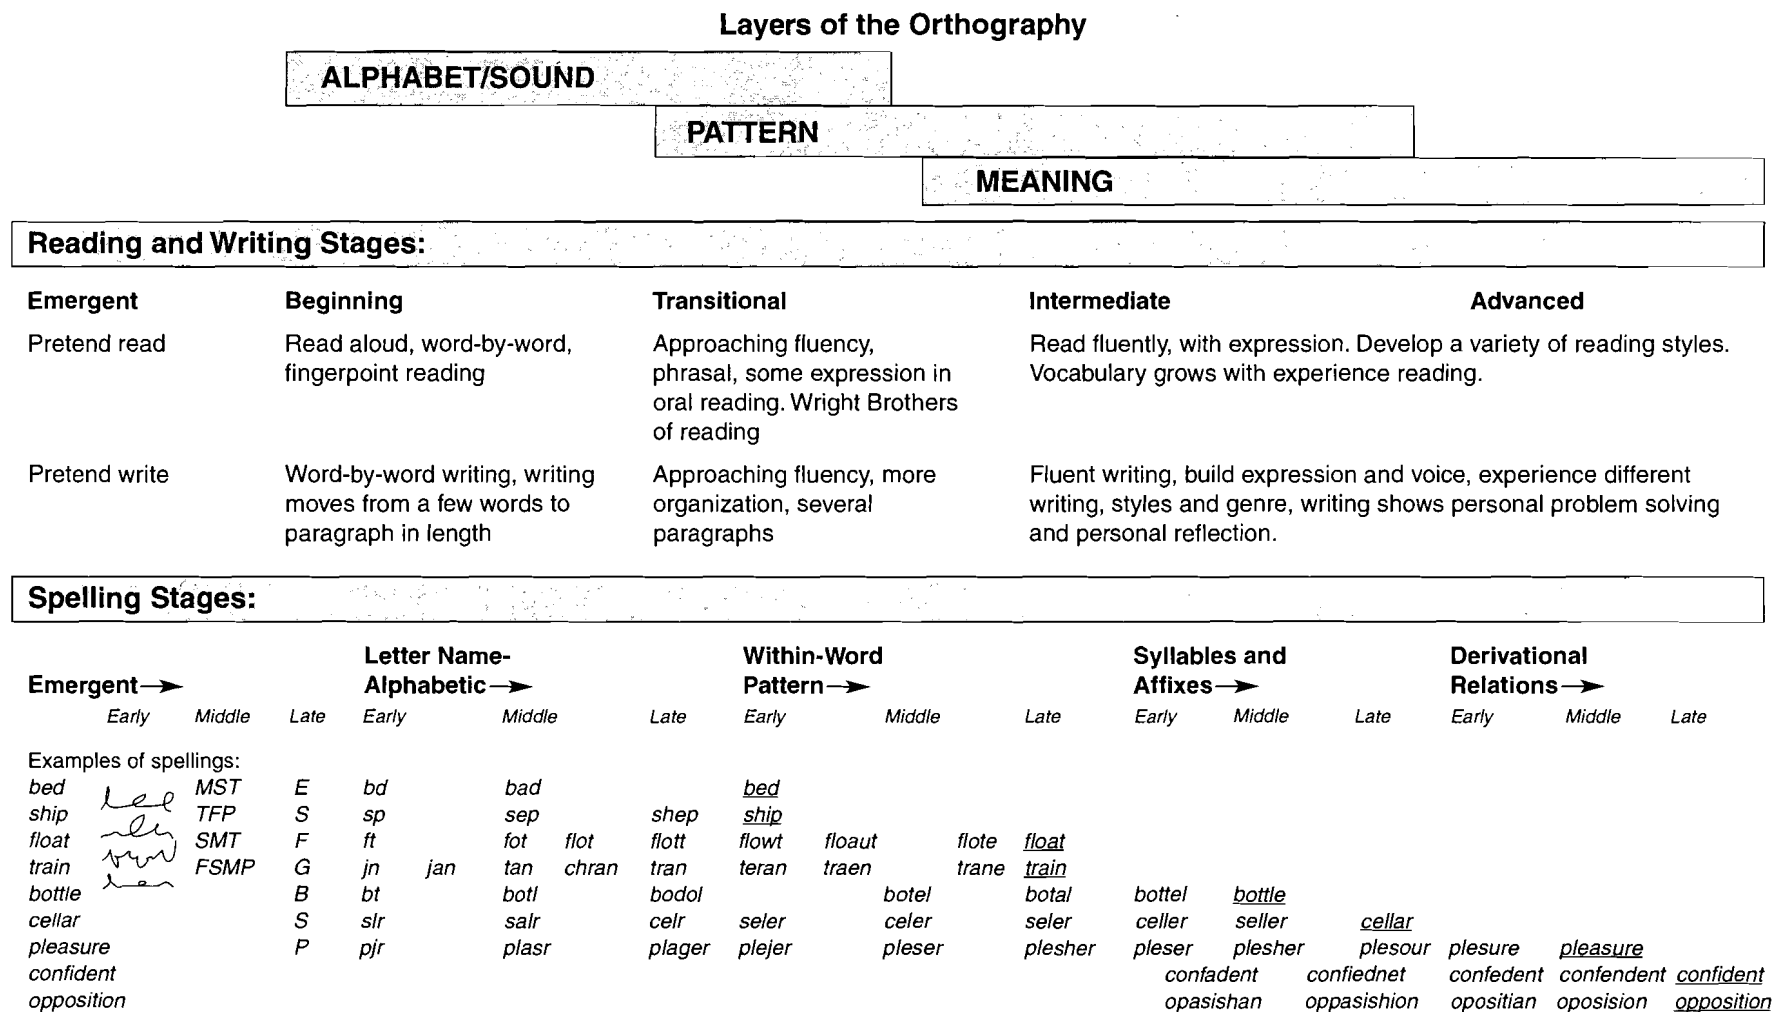 Layers of the Orthography
ALPHABET/SOUND
PATTERN
MEANING
Reading and Writing Stages:
Emergent Beginning Transitional Intermediate Advanced
Pretend read Read aloud, word-by-word, Approaching fluency, Read fluently, with expression. Develop a variety of reading styles.
fingerpoint reading phrasal, some expression in Vocabulary grows with experience reading.
oral reading. Wright Brothers
of reading
Pretend write Word-by-word writing, writing Approaching fluency, more Fluent writing, build expression and voice, experience different
moves from a few words to organization, several writing, styles and genre, writing shows personal problem solving
paragraph in length paragraphs and personal reflection.
Spelling Stages:
Letter Name- Within-Word Syllables and Derivational
Emergent→ Alphabetic→ Pattern→ Affixes→ Relations→
Early Middle Late Early Middle Late Early Middle Late Early Middle Late Early Middle Late
Examples of spellings:
bed MST E bd bad bed
ship TFP S sp sep shep ship
float SMT F ft fot flot flott flowt floaut flote float
train FSMP G jn jan tan chran tran teran traen trane train
bottle B bt botl bodol botel botal bottel bottle
cellar S slr salr celr seler celer seler celler seller cellar
pleasure P pjr plasr plager plejer pleser plesher pleser plesher plesour plesure pleasure
confident confadent confiednet confedent confendent confident
opposition opasishan oppasishion opositian oposision opposition